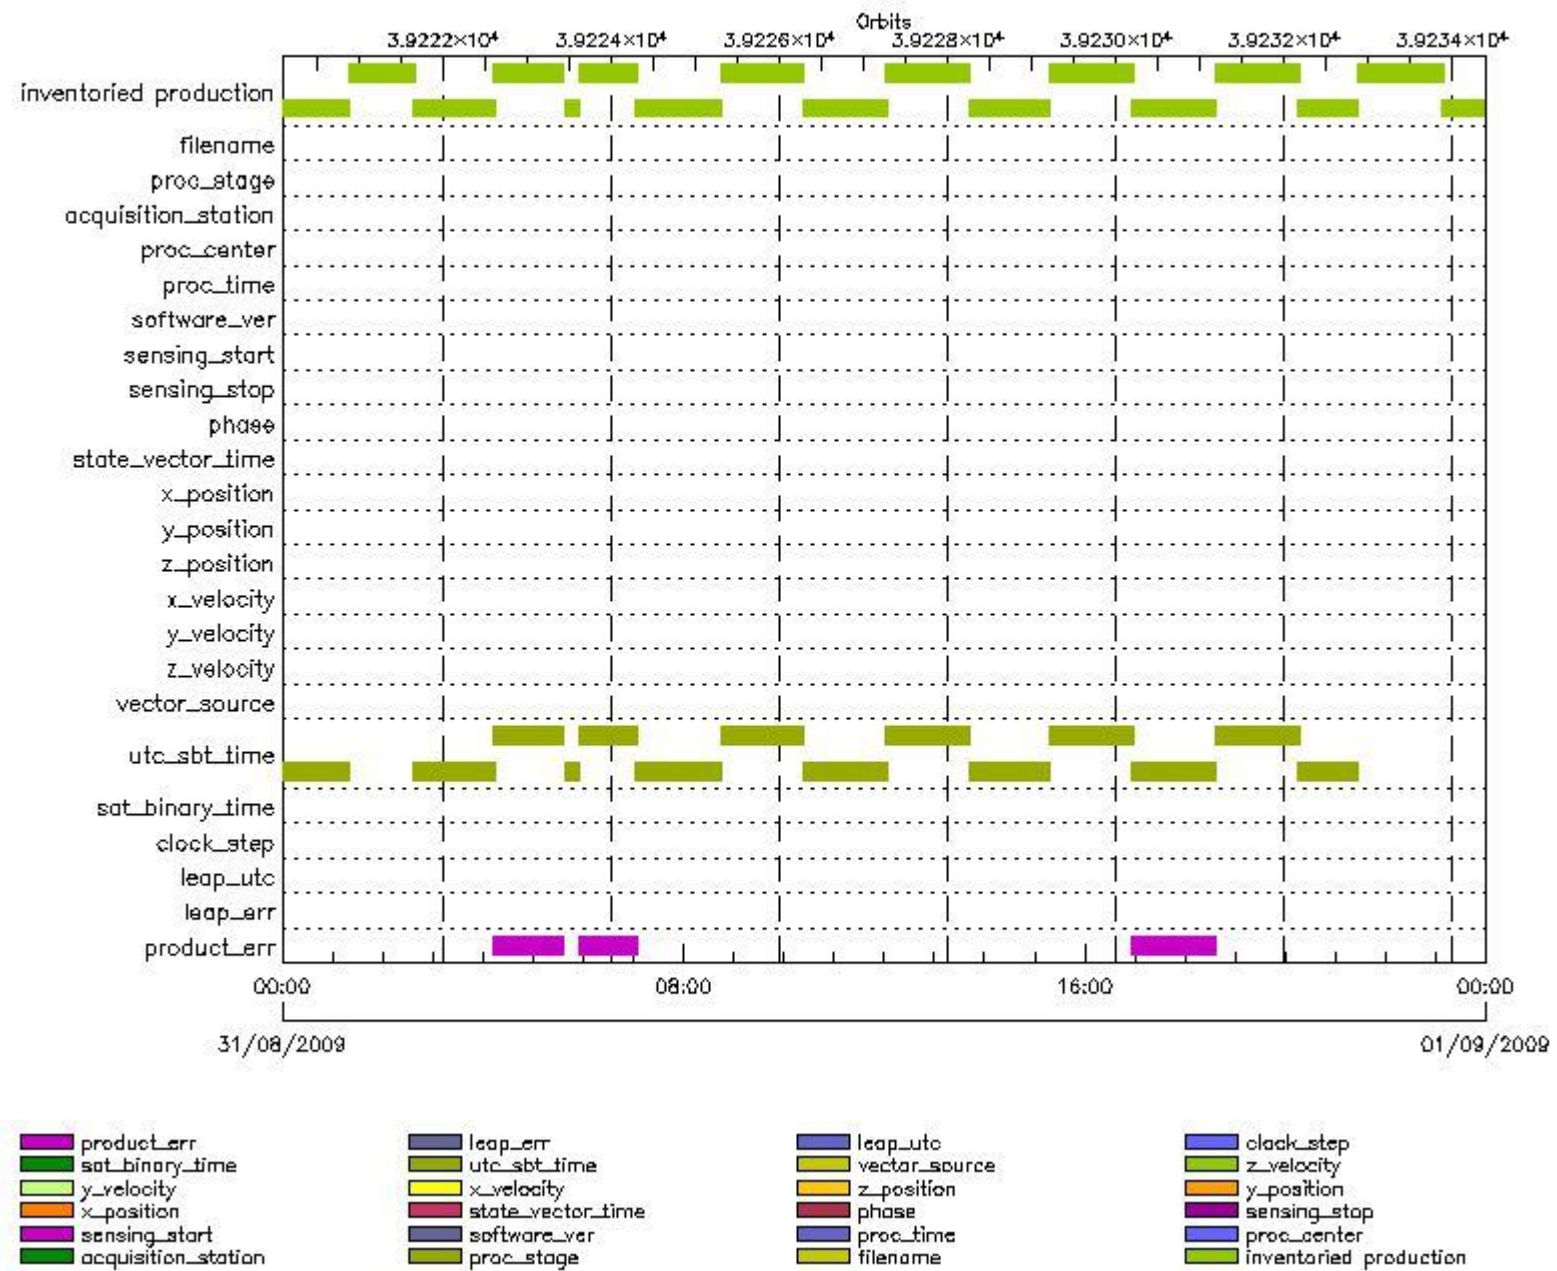 Orbits
3.9222×10⁴ 3.9224×10⁴ 3.9226×10⁴ 3.9228×10⁴ 3.9230×10⁴ 3.9232×10⁴ 3.9234×10⁴
inventoried production
filename
proc_stage
acquisition_station
proc_center
proc_time
software_ver
sensing_start
sensing_stop
phase
state_vector_time
x_position
y_position
z_position
x_velocity
y_velocity
z_velocity
vector_source
utc_sbt_time
sat_binary_time
clock_step
leap_utc
leap_err
product_err
00:00 08:00 16:00 00:00
31/08/2009 01/09/2009
product_err leap_err leap_utc clock_step
sat_binary_time utc_sbt_time vector_source z_velocity
y_velocity x_velocity z_position y_position
x_position state_vector_time phase sensing_stop
sensing_start software_ver proc_time proc_center
acquisition_station proc_stage filename inventoried production